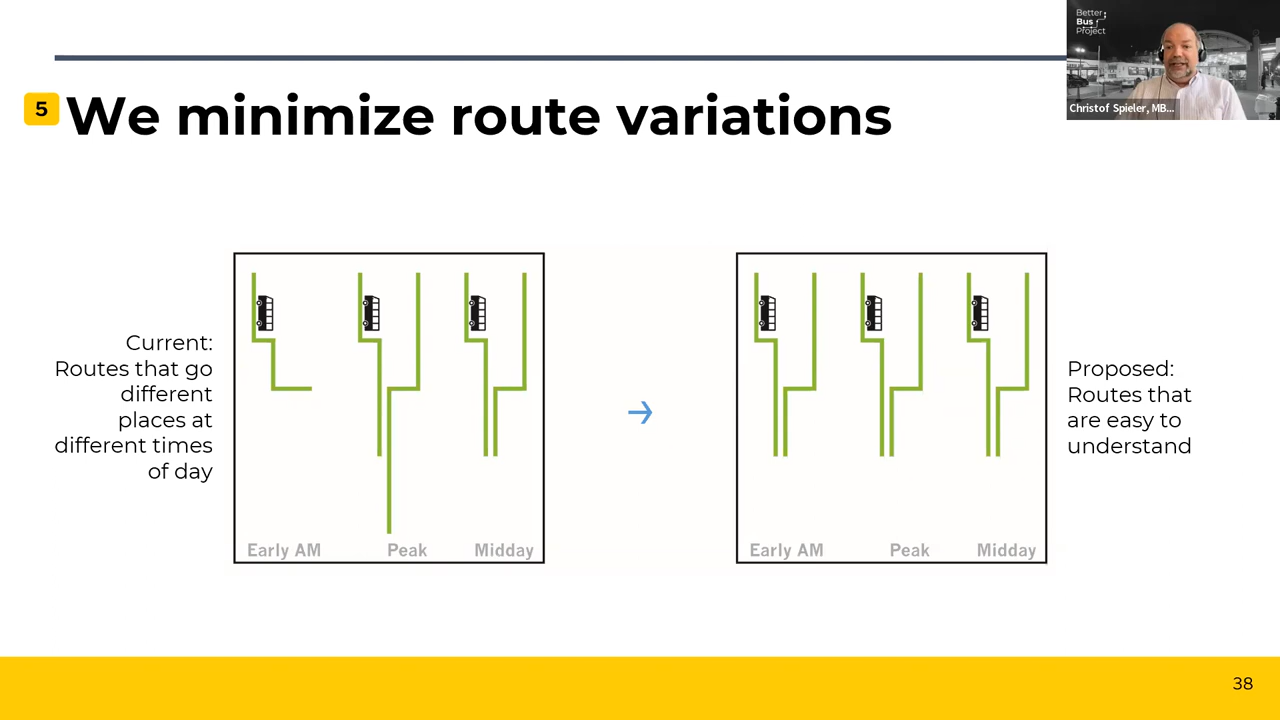 Better
Bus
Project
Christof Spieler, MB...
5 We minimize route variations
Current:
Routes that go
different
places at
different times
of day
Early AM Peak Midday
→
Early AM Peak Midday
Proposed:
Routes that
are easy to
understand
38